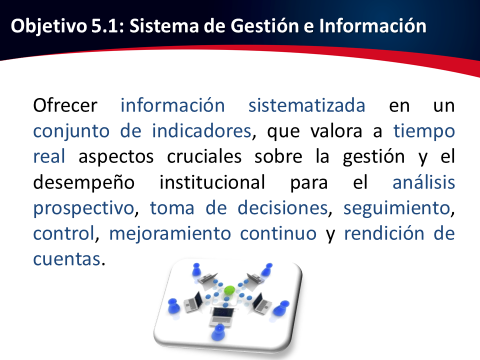 Objetivo 5.1: Sistema de Gestión e Información
Ofrecer información sistematizada en un
conjunto de indicadores, que valora a tiempo
real aspectos cruciales sobre la gestión y el
desempeño institucional para el análisis
prospectivo, toma de decisiones, seguimiento,
control, mejoramiento continuo y rendición de
cuentas.